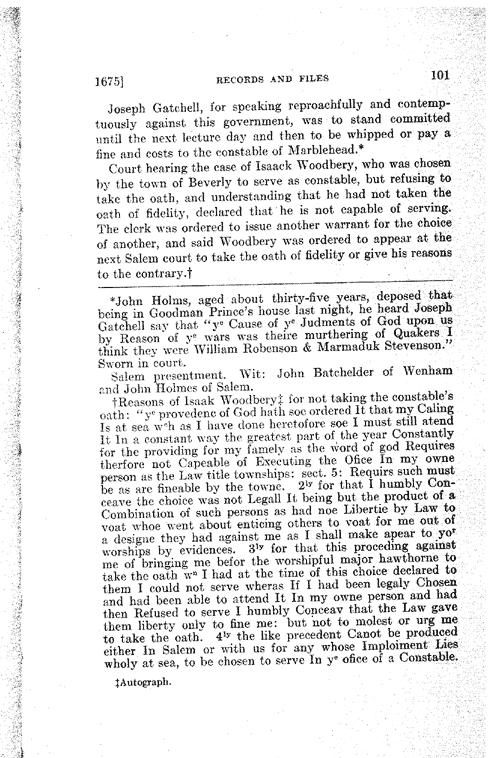 1675] RECORDS AND FILES 101
Joseph Gatchell, for speaking reproachfully and contemp-
tuously against this government, was to stand committed
until the next lecture day and then to be whipped or pay a
fine and costs to the constable of Marblehead.*
Court hearing the case of Isaack Woodbery, who was chosen
by the town of Beverly to serve as constable, but refusing to
take the oath, and understanding that he had not taken the
oath of fidelity, declared that he is not capable of serving.
The clerk was ordered to issue another warrant for the choice
of another, and said Woodbery was ordered to appear at the
next Salem court to take the oath of fidelity or give his reasons
to the contrary.†
*John Holms, aged about thirty-five years, deposed that
being in Goodman Prince's house last night, he heard Joseph
Gatchell say that "yᵉ Cause of yᵉ Judments of God upon us
by Reason of yᵉ wars was theire murthering of Quakers I
think they were William Robenson & Marmaduk Stevenson."
Sworn in court.
Salem presentment. Wit: John Batchelder of Wenham
and John Holmes of Salem.
†Reasons of Isaak Woodbery‡ for not taking the constable's
oath: "yᵉ provedenc of God hath soe ordered It that my Caling
Is at sea wᶜh as I have done heretofore soe I must still atend
It In a constant way the greatest part of the year Constantly
for the providing for my famely as the word of god Requires
therfore not Capeable of Executing the Ofice In my owne
person as the Law title townships: sect. 5: Requirs such must
be as are fineable by the towne. 2ˡʸ for that I humbly Con-
ceave the choice was not Legall It being but the product of a
Combination of such persons as had noe Libertie by Law to
voat whoe went about enticing others to voat for me out of
a designe they had against me as I shall make apear to yoʳ
worships by evidences. 3ˡʸ for that this proceding against
me of bringing me befor the worshipful major hawthorne to
take the oath wⁿ I had at the time of this choice declared to
them I could not serve wheras If I had been legaly Chosen
and had been able to attend It In my owne person and had
then Refused to serve I humbly Conceav that the Law gave
them liberty only to fine me: but not to molest or urg me
to take the oath. 4ˡʸ the like precedent Canot be produced
either In Salem or with us for any whose Imploiment Lies
wholy at sea, to be chosen to serve In yᵉ ofice of a Constable.
‡Autograph.